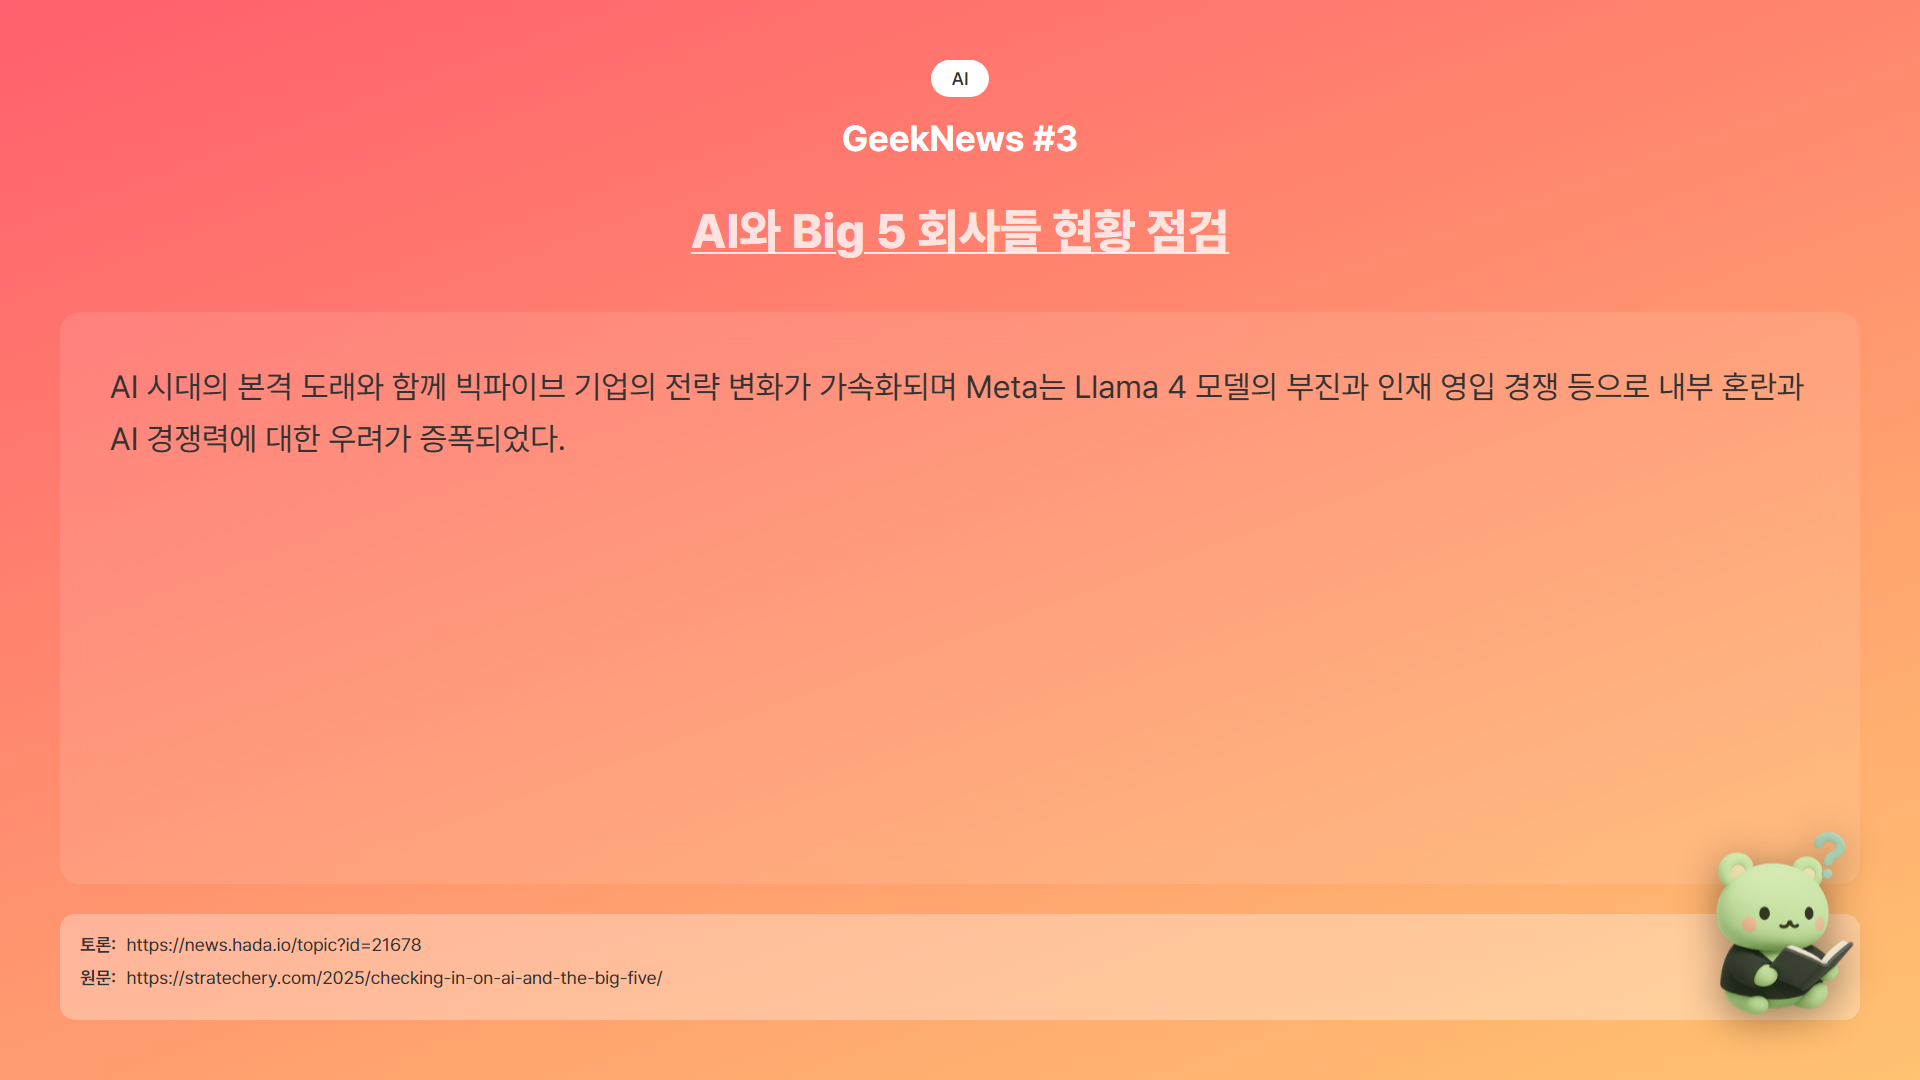 AI
GeekNews #3
AI와 Big 5 회사들 현황 점검
AI 시대의 본격 도래와 함께 빅파이브 기업의 전략 변화가 가속화되며 Meta는 Llama 4 모델의 부진과 인재 영입 경쟁 등으로 내부 혼란과
AI 경쟁력에 대한 우려가 증폭되었다.
토론: https://news.hada.io/topic?id=21678
원문: https://stratechery.com/2025/checking-in-on-ai-and-the-big-five/
?